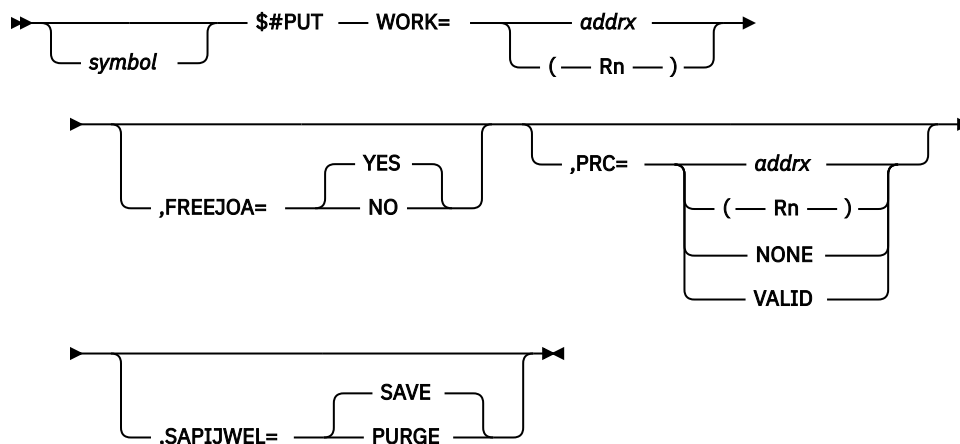 $#PUT WORK= addrx
symbol ( Rn )
,FREEJOA= YES ,PRC= addrx
NO ( Rn )
NONE
VALID
,SAPIJWEL= SAVE
PURGE